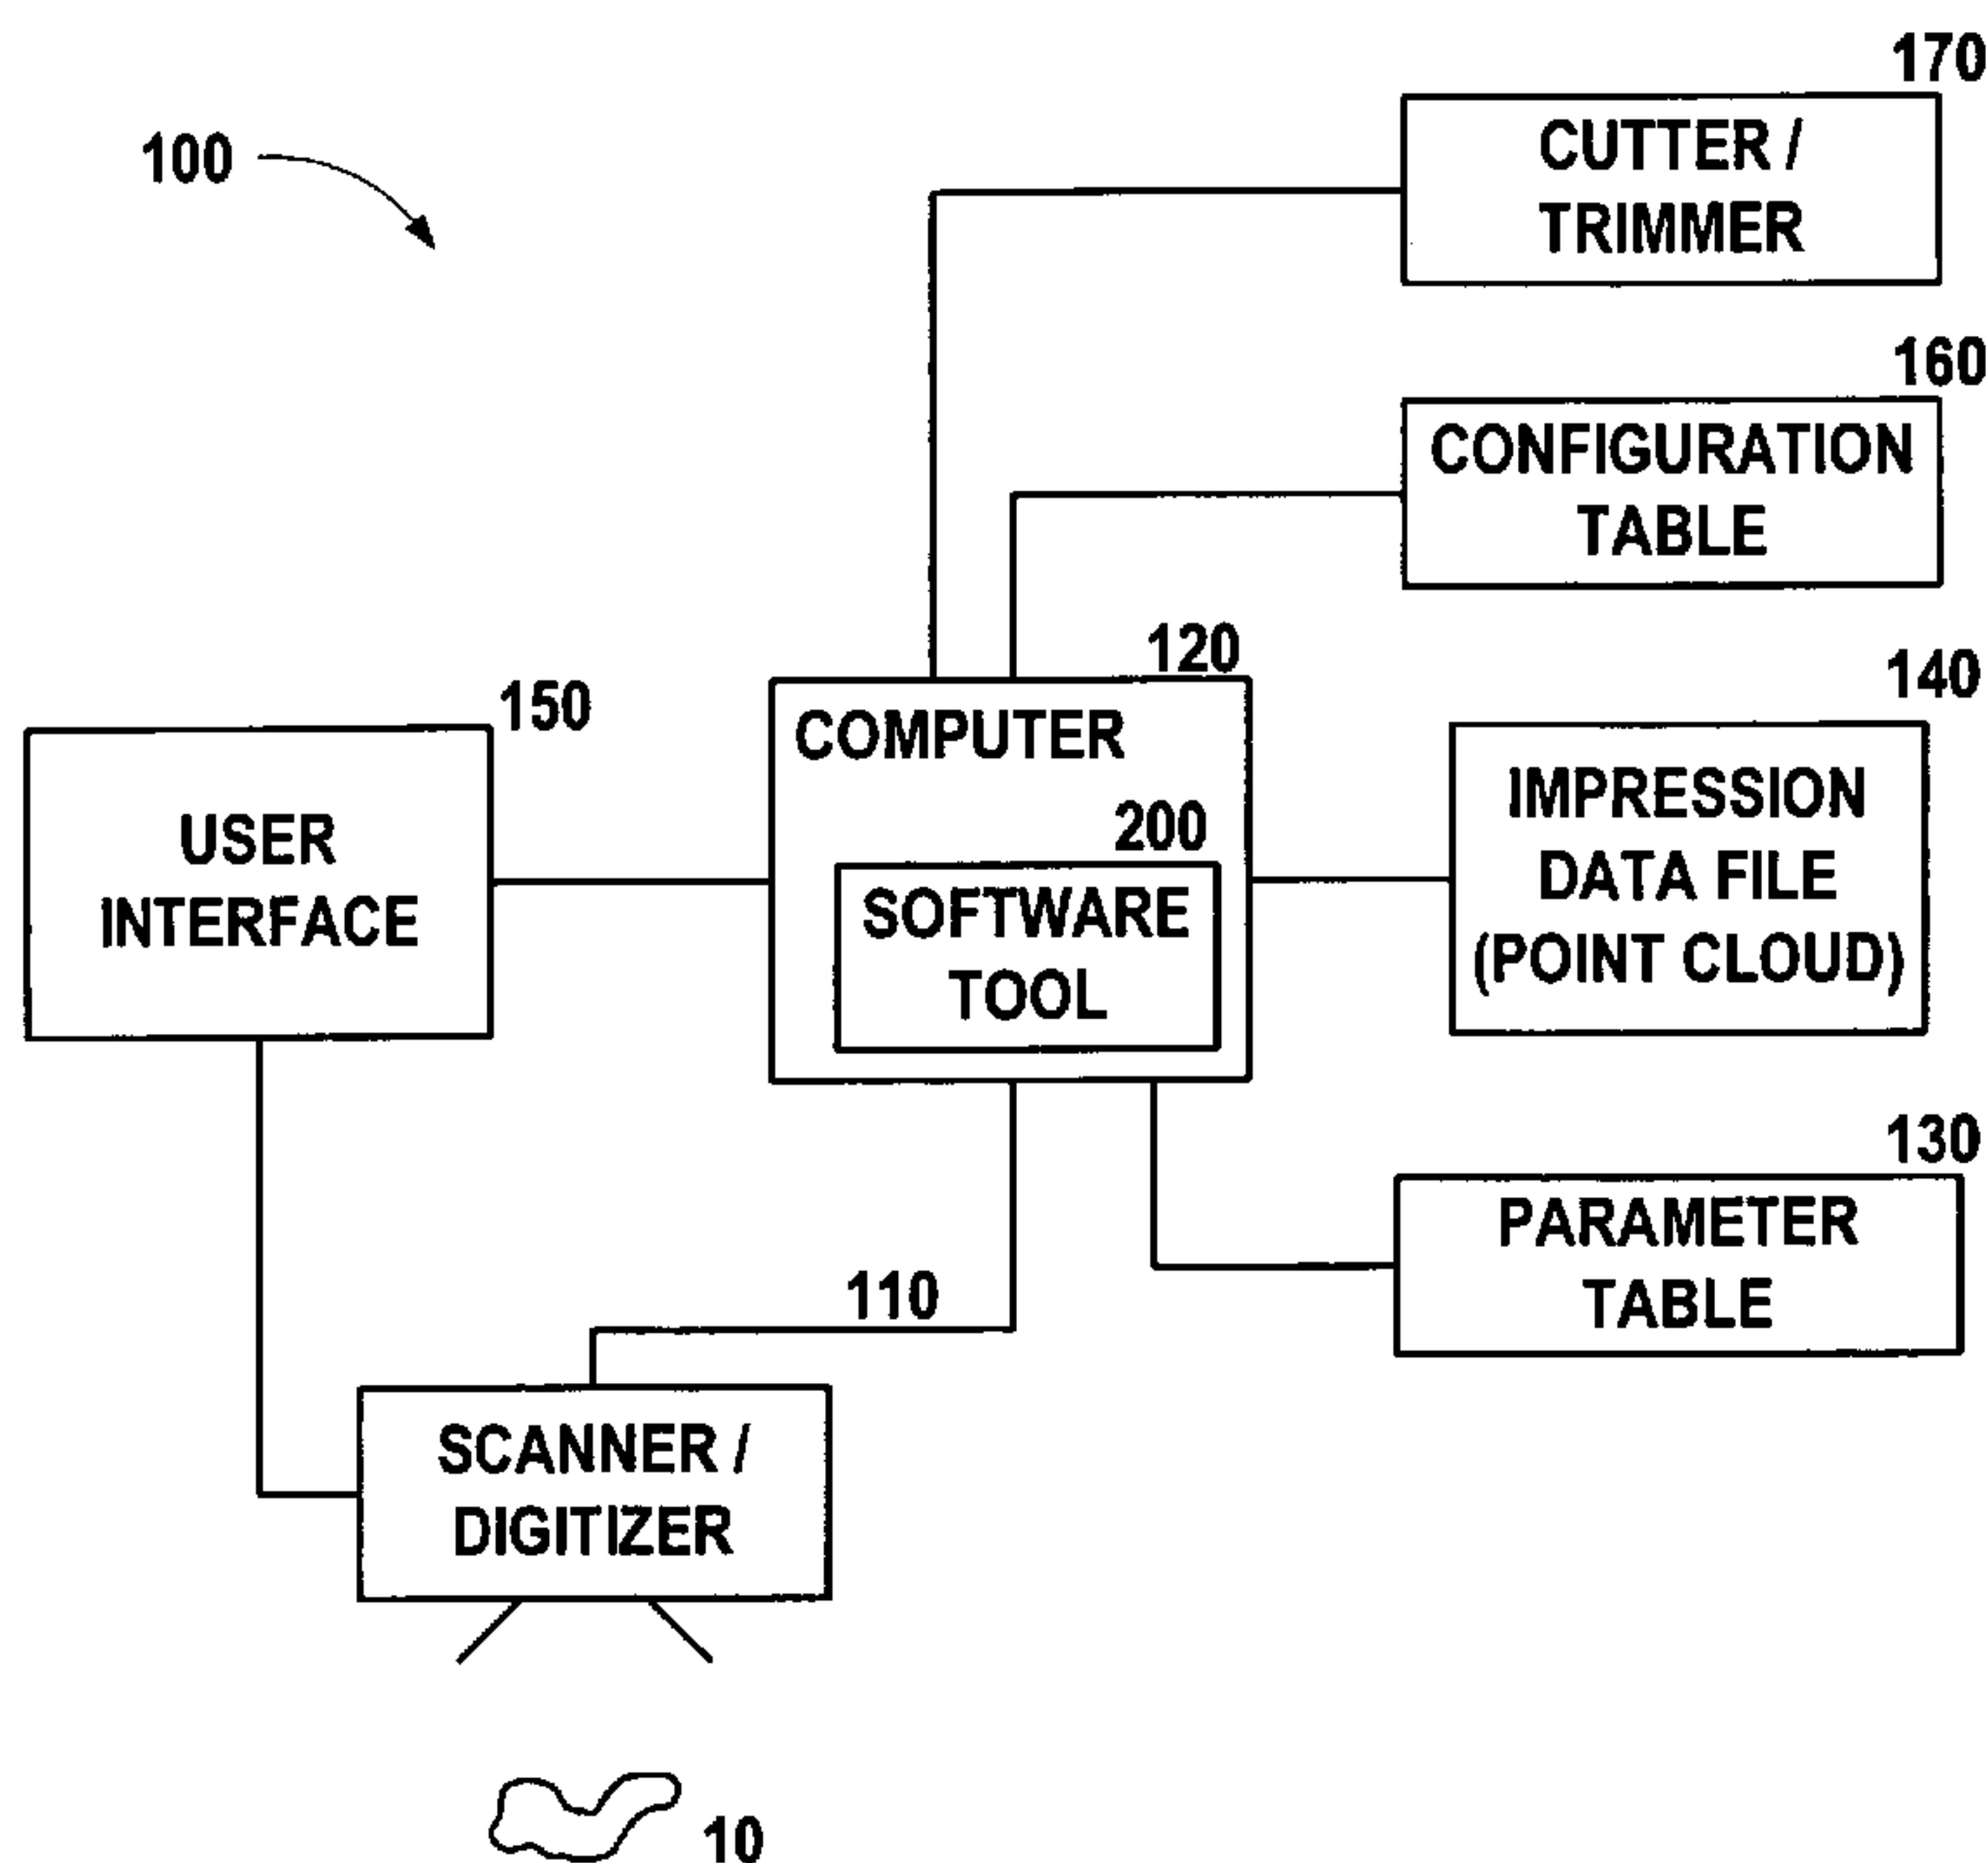 170
CUTTER /
TRIMMER
100
160
CONFIGURATION
TABLE
120
COMPUTER
200
SOFTWARE
TOOL
150
USER
INTERFACE
140
IMPRESSION
DATA FILE
(POINT CLOUD)
130
PARAMETER
TABLE
110
SCANNER /
DIGITIZER
10